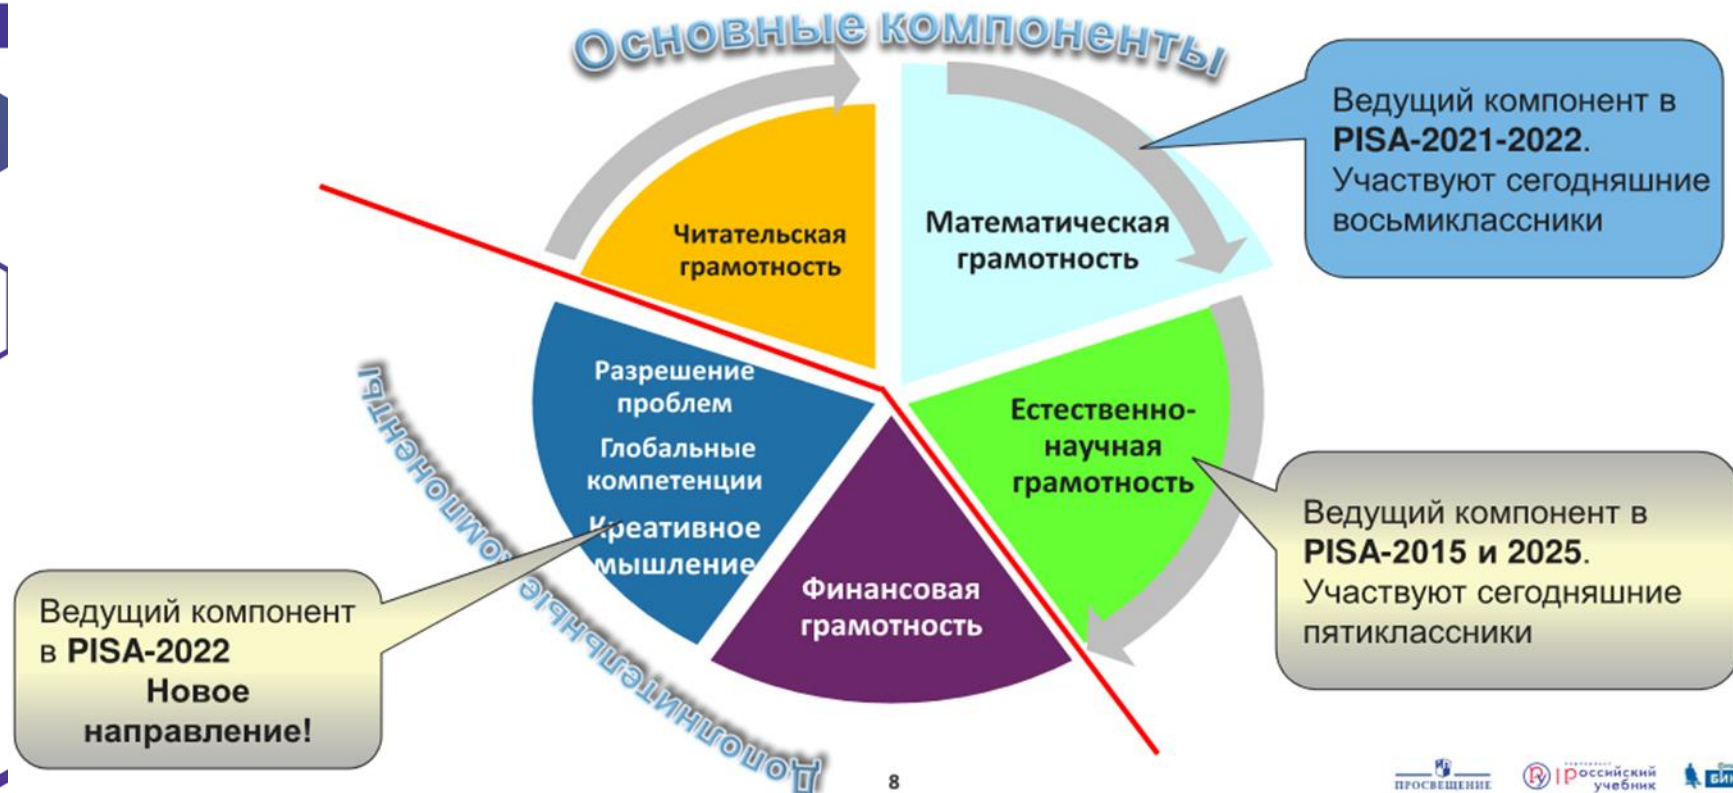 Основные компоненты
Ведущий компонент в
PISA-2021-2022.
Участвуют сегодняшние
восьмиклассники
Читательская
грамотность
Математическая
грамотность
Разрешение
проблем
Глобальные
компетенции
Креативное
мышление
Естественно-
научная
грамотность
Финансовая
грамотность
Ведущий компонент в
PISA-2015 и 2025.
Участвуют сегодняшние
пятиклассники
Ведущий компонент
в PISA-2022
Новое
направление!
Дополнительные компоненты
8
ПРОСВЕЩЕНИЕ
российский
учебник